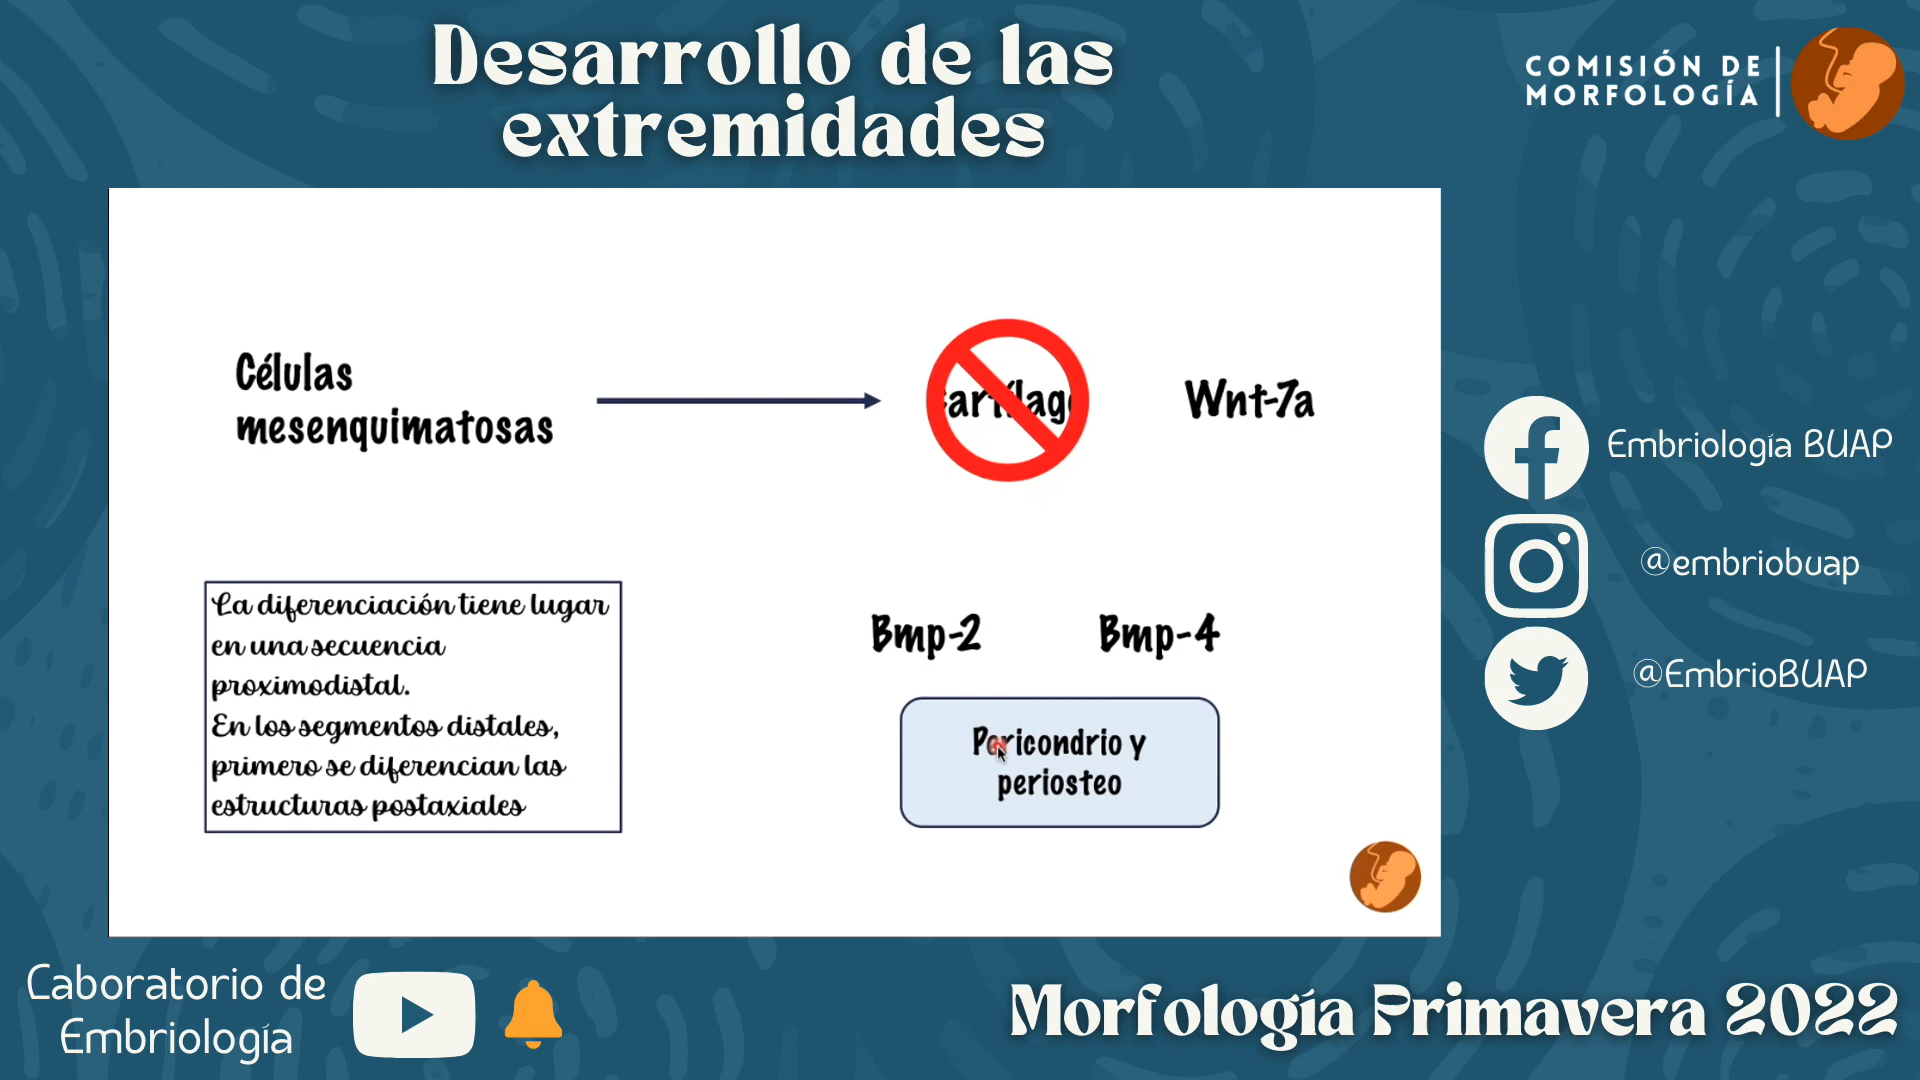 Desarrollo de las
extremidades
COMISIÓN DE
MORFOLOGÍA
Células
mesenquimatosas
Wnt-7a
La diferenciación tiene lugar
en una secuencia
proximodistal.
En los segmentos distales,
primero se diferencian las
estructuras postaxiales
Bmp-2
Bmp-4
Pericondrio y
periosteo
Embriología BUAP
@embriobuap
@EmbrioBUAP
Laboratorio de
Embriología
Morfología Primavera 2022